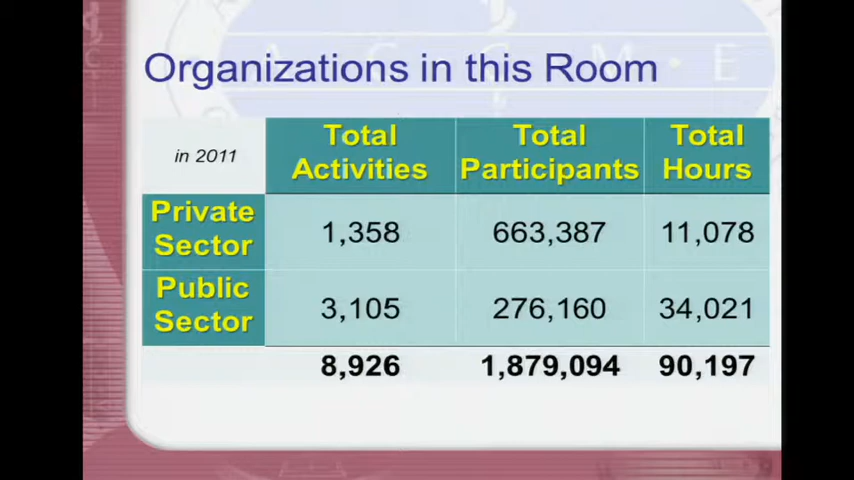 A C C M E
Organizations in this Room
in 2011
Total Activities
Total Participants
Total Hours
Private Sector
1,358
663,387
11,078
Public Sector
3,105
276,160
34,021
8,926
1,879,094
90,197